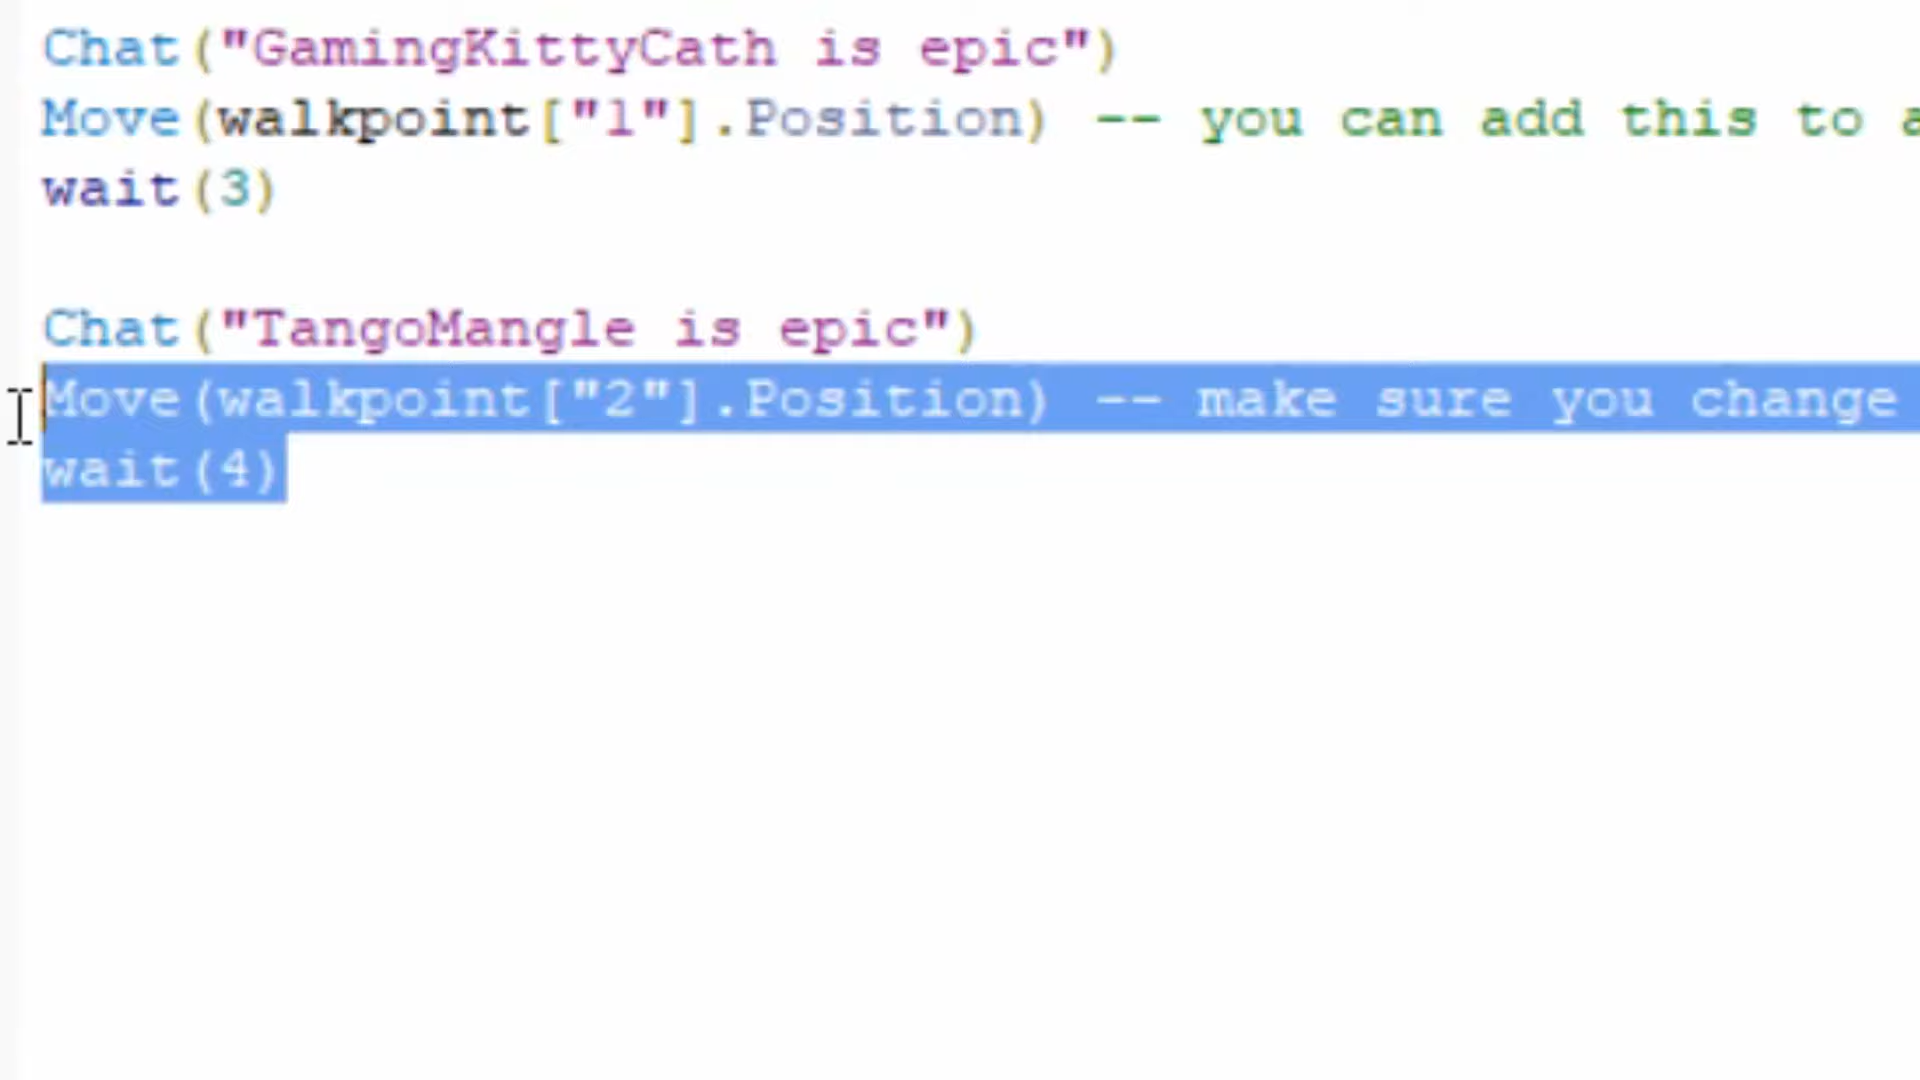 Chat("GamingKittyCath is epic")
Move(walkpoint["1"].Position) -- you can add this to
wait(3)
Chat("TangoMangle is epic")
Move(walkpoint["2"].Position) -- make sure you change
wait(4)